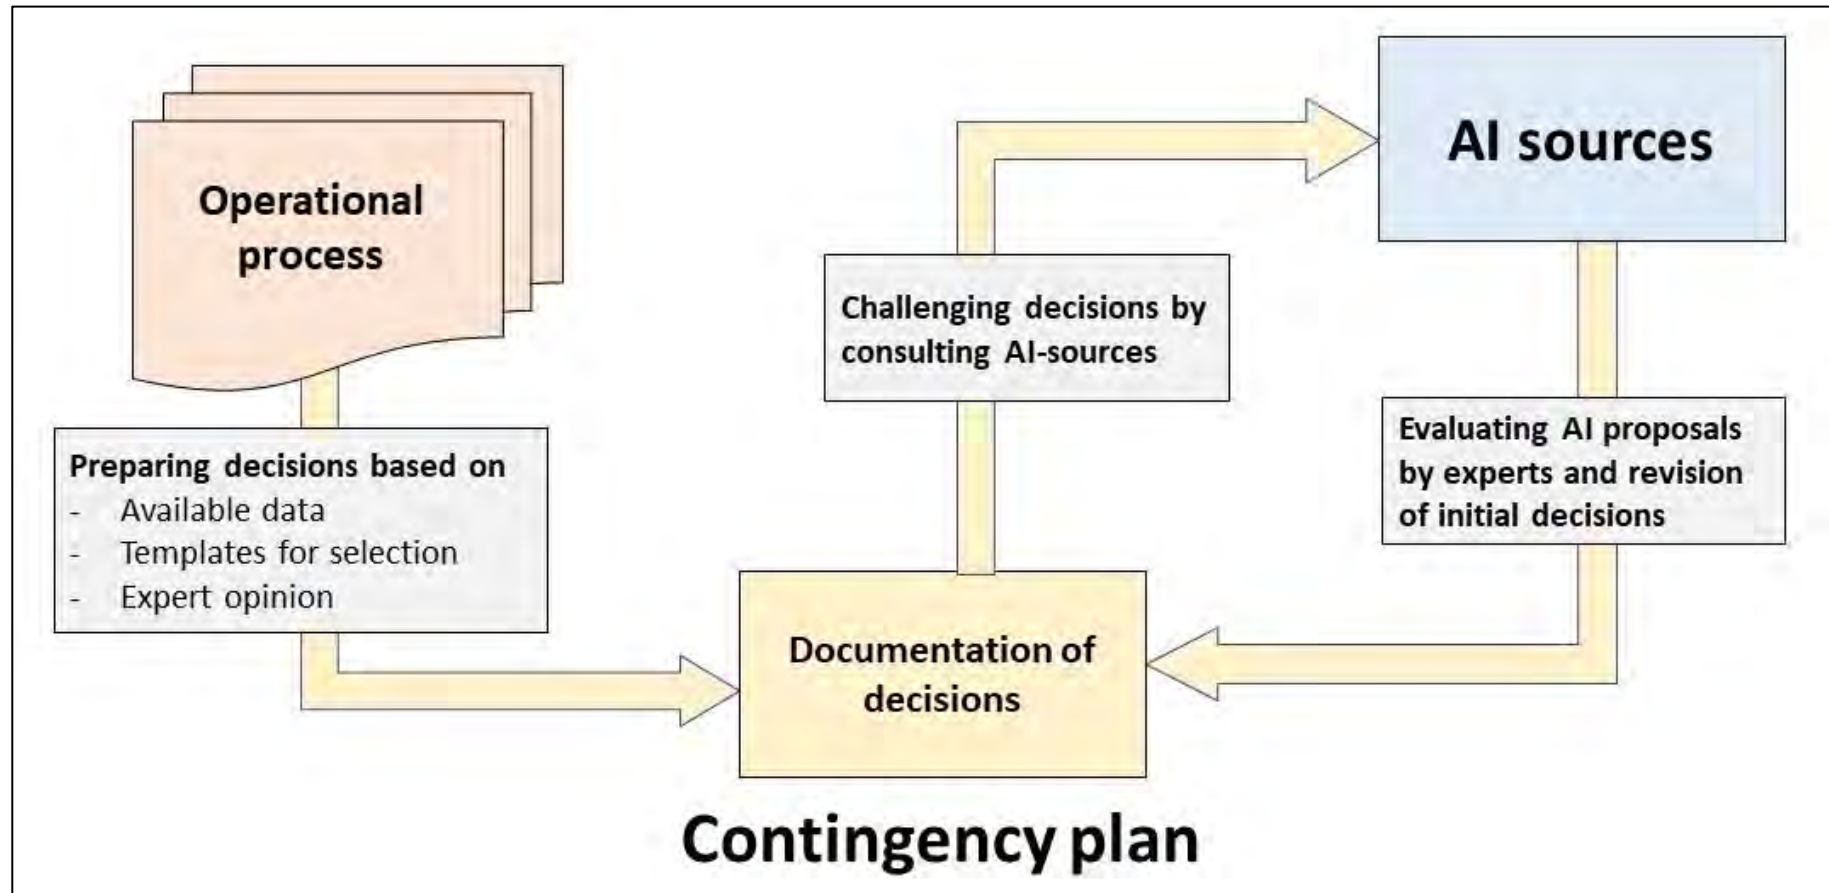 Operational
process
Preparing decisions based on
- Available data
- Templates for selection
- Expert opinion
Challenging decisions by
consulting AI-sources
AI sources
Evaluating AI proposals
by experts and revision
of initial decisions
Documentation of
decisions
Contingency plan